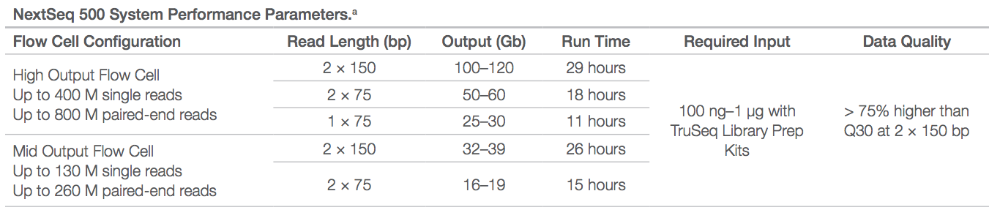 NextSeq 500 System Performance Parameters.a
Flow Cell Configuration Read Length (bp) Output (Gb) Run Time Required Input Data Quality
High Output Flow Cell
Up to 400 M single reads
Up to 800 M paired-end reads
2 × 150 100–120 29 hours
2 × 75 50–60 18 hours
1 × 75 25–30 11 hours
Mid Output Flow Cell
Up to 130 M single reads
Up to 260 M paired-end reads
2 × 150 32–39 26 hours
2 × 75 16–19 15 hours
100 ng–1 µg with
TruSeq Library Prep
Kits
> 75% higher than
Q30 at 2 × 150 bp